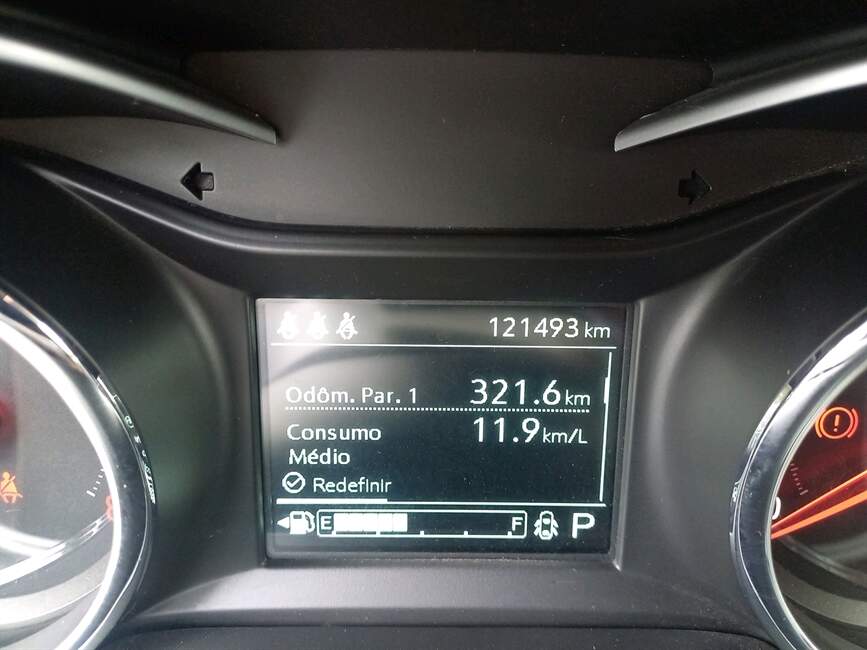 121493 km
Odôm. Par. 1 321.6 km
Consumo 11.9 km/L
Médio
Redefinir
E F P